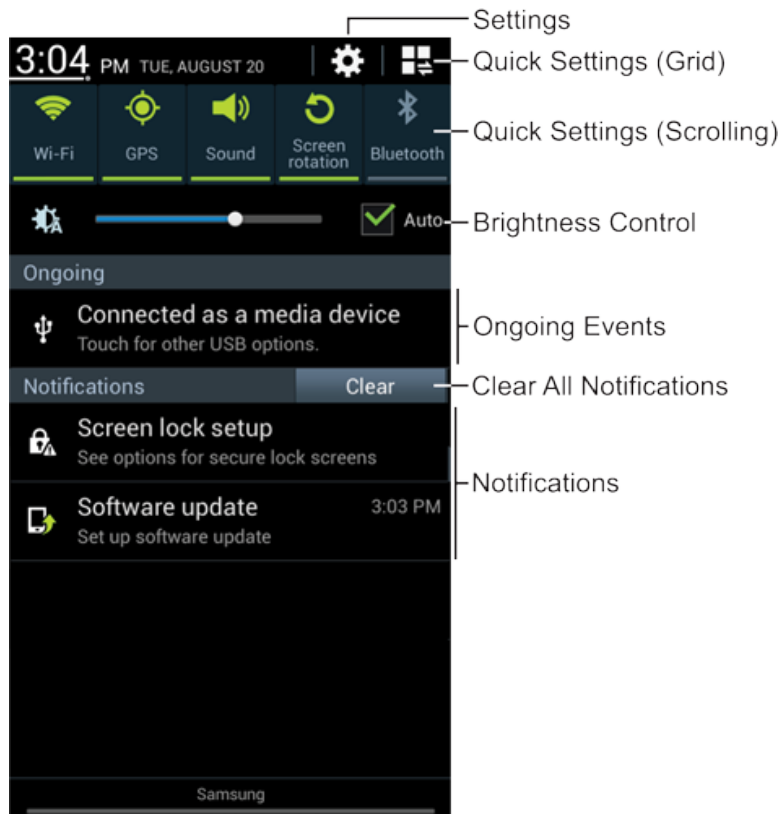 Settings
3:04 PM TUE, AUGUST 20
Quick Settings (Grid)
Wi-Fi
GPS
Sound
Screen
rotation
Bluetooth
Quick Settings (Scrolling)
Auto
Brightness Control
Ongoing
Connected as a media device
Touch for other USB options.
Ongoing Events
Notifications
Clear
Clear All Notifications
Screen lock setup
See options for secure lock screens
Notifications
Software update
3:03 PM
Set up software update
Samsung